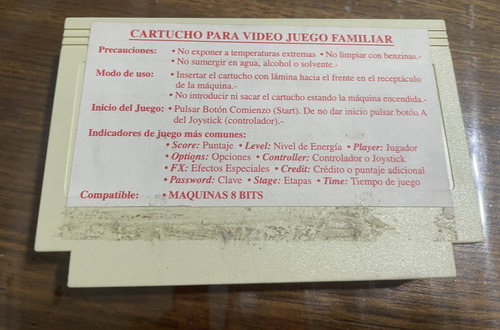 CARTUCHO PARA VIDEO JUEGO FAMILIAR
Precauciones: • No exponer a temperaturas extremas • No limpiar con benzinas.-
• No sumergir en agua, alcohol o solvente.-
Modo de uso: • Insertar el cartucho con lámina hacia el frente en el receptáculo
de la máquina.-
• No introducir ni sacar el cartucho estando la máquina encendida.-
Inicio del Juego: • Pulsar Botón Comienzo (Start). De no dar inicio pulsar botóu A
del Joystick (controlador).-
Indicadores de juego más comunes:
• Score: Puntaje • Level: Nivel de Energía • Player: Jugador
• Options: Opciones • Controller: Controlador o Joystick
• FX: Efectos Especiales • Credit: Crédito o puntaje adicional
• Password: Clave • Stage: Etapas • Time: Tiempo de juego
Compatible: • MAQUINAS 8 BITS